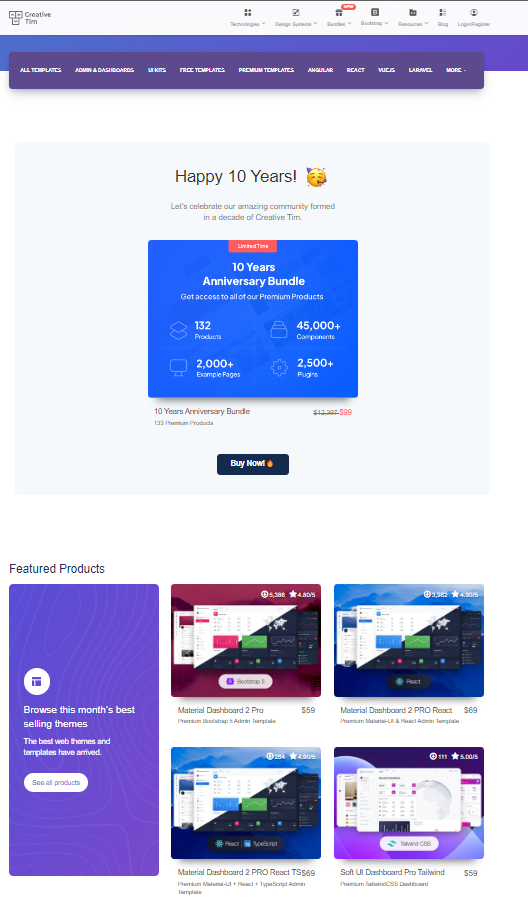 Creative
Tim
Technologies
Design Systems
NEW
Bundles
Bootstrap
Resources
Blog
Login/Register
ALL TEMPLATES
ADMIN & DASHBOARDS
UI KITS
FREE TEMPLATES
PREMIUM TEMPLATES
ANGULAR
REACT
VUEJS
LARAVEL
MORE
Happy 10 Years! 🥳
Let's celebrate our amazing community formed
in a decade of Creative Tim.
Limited Time
10 Years
Anniversary Bundle
Get access to all of our Premium Products
132
Products
45,000+
Components
2,000+
Example Pages
2,500+
Plugins
10 Years Anniversary Bundle
$12,397 $99
133 Premium Products
Buy Now!🔥
Featured Products
Browse this month's best
selling themes
The best web themes and
templates have arrived.
See all products
5,386 4.80/5
Bootstrap 5
Material Dashboard 2 Pro
$59
Premium Bootstrap 5 Admin Template
3,962 4.90/5
React
Material Dashboard 2 PRO React
$69
Premium Material-UI & React Admin Template
284 4.90/5
React TypeScript
Material Dashboard 2 PRO React TS
$69
Premium Material-UI + React + TypeScript Admin
Template
111 5.00/5
Tailwind CSS
Soft UI Dashboard Pro Tailwind
$59
Premium TailwindCSS Dashboard